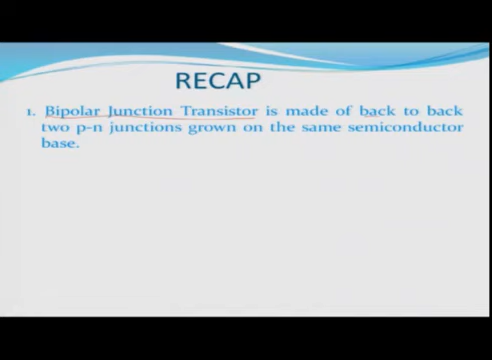 RECAP
1. Bipolar Junction Transistor is made of back to back
two p-n junctions grown on the same semiconductor
base.